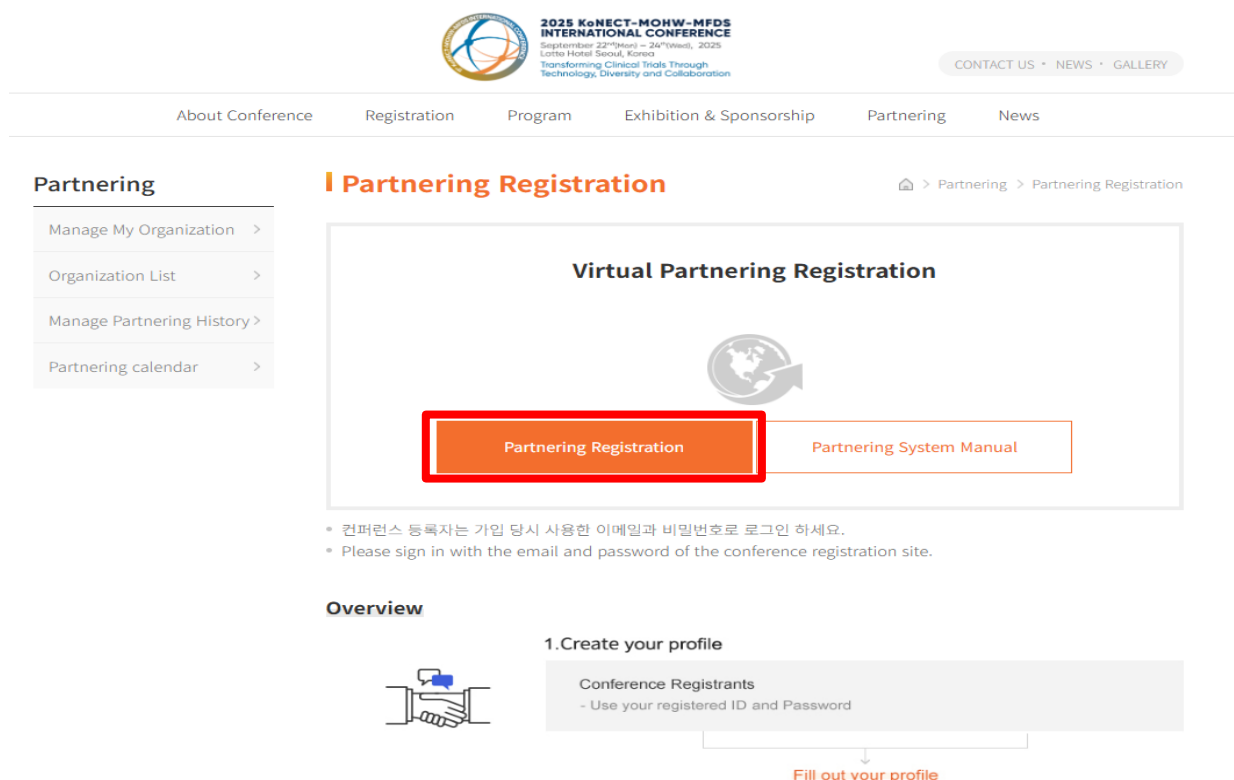 2025 KoNECT-MOHW-MFDS
INTERNATIONAL CONFERENCE
September 22ⁿᵈ(Mon) – 24ᵗʰ(Wed), 2025
Lotte Hotel Seoul, Korea
Transforming Clinical Trials Through
Technology, Diversity and Collaboration
CONTACT US • NEWS • GALLERY
About Conference Registration Program Exhibition & Sponsorship Partnering News
Partnering
Manage My Organization >
Organization List >
Manage Partnering History >
Partnering calendar >
Partnering Registration
> Partnering > Partnering Registration
Virtual Partnering Registration
Partnering Registration
Partnering System Manual
• 컨퍼런스 등록자는 가입 당시 사용한 이메일과 비밀번호로 로그인 하세요.
• Please sign in with the email and password of the conference registration site.
Overview
1.Create your profile
Conference Registrants
- Use your registered ID and Password
Fill out your profile